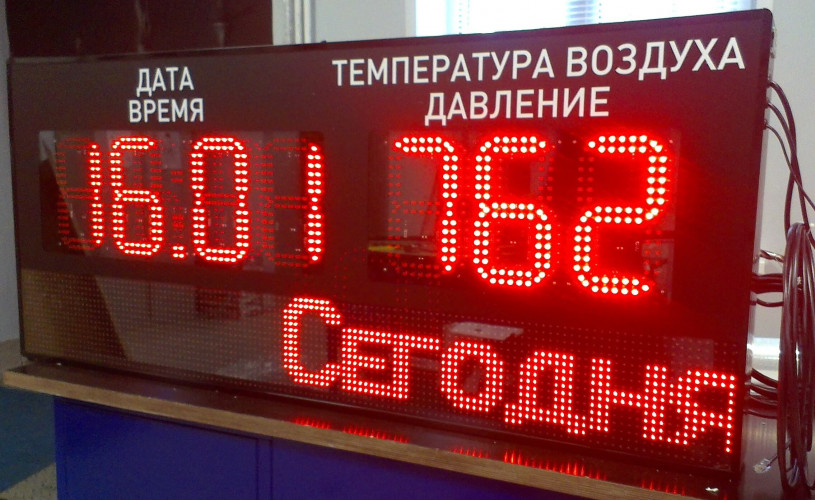 ДАТА
ВРЕМЯ
ТЕМПЕРАТУРА ВОЗДУХА
ДАВЛЕНИЕ
16.01
762
Сегодня